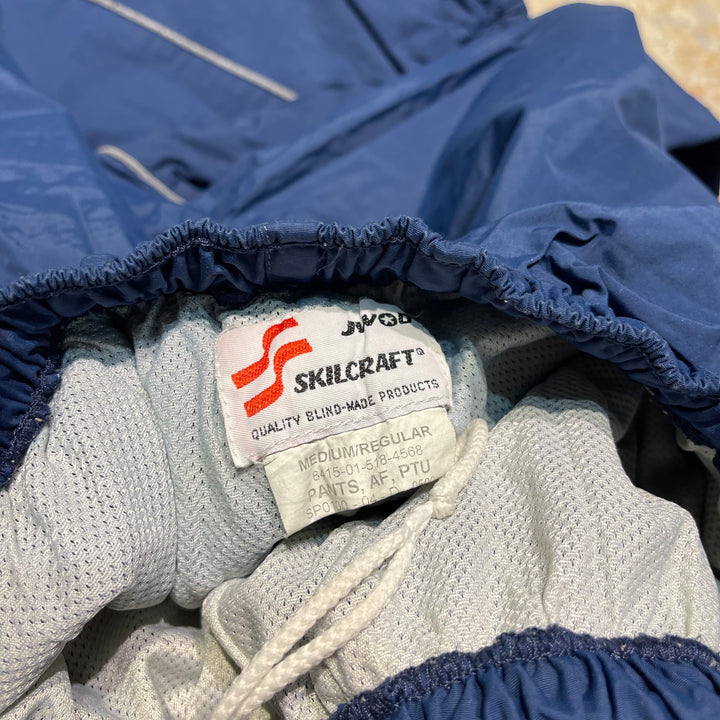 JWOD
SKILCRAFT®
QUALITY BLIND-MADE PRODUCTS
MEDIUM/REGULAR
8415-01-518-4568
PANTS, AF, PTU